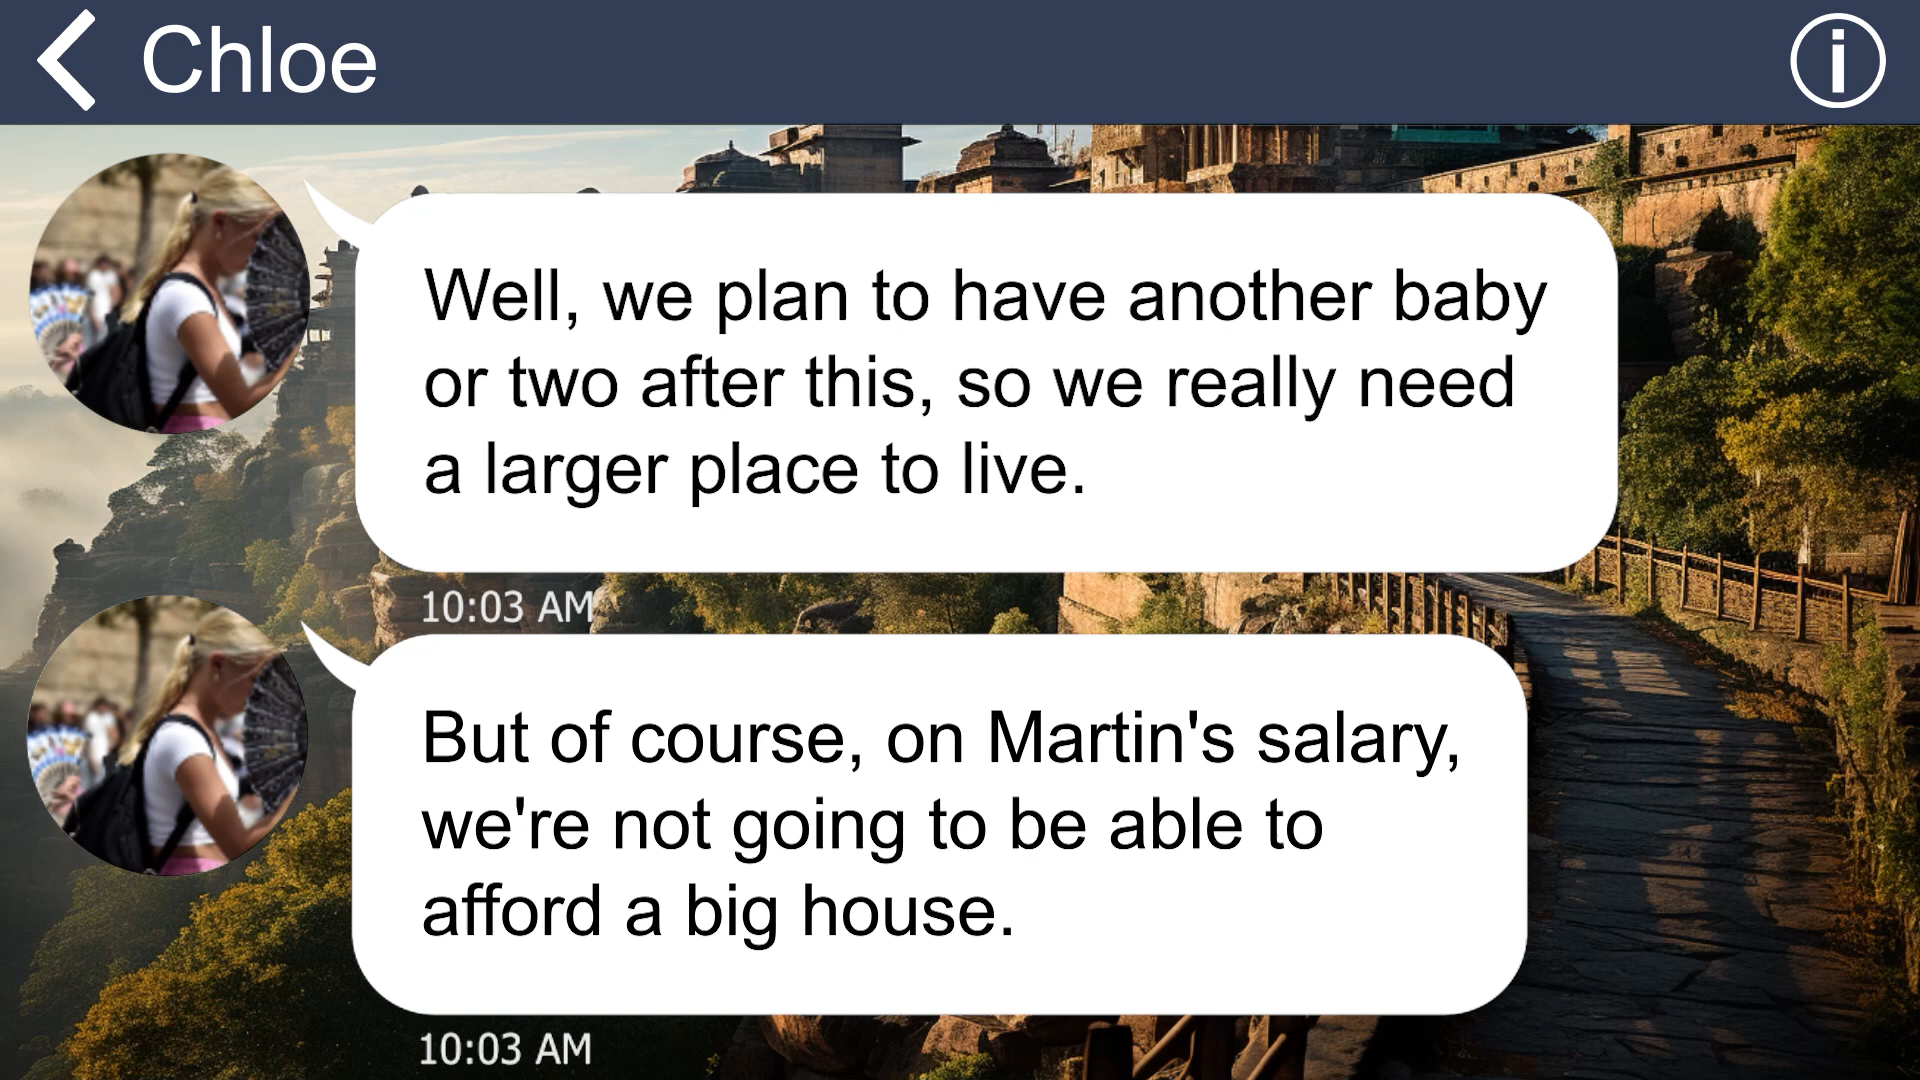 Chloe
Well, we plan to have another baby
or two after this, so we really need
a larger place to live.
10:03 AM
But of course, on Martin's salary,
we're not going to be able to
afford a big house.
10:03 AM